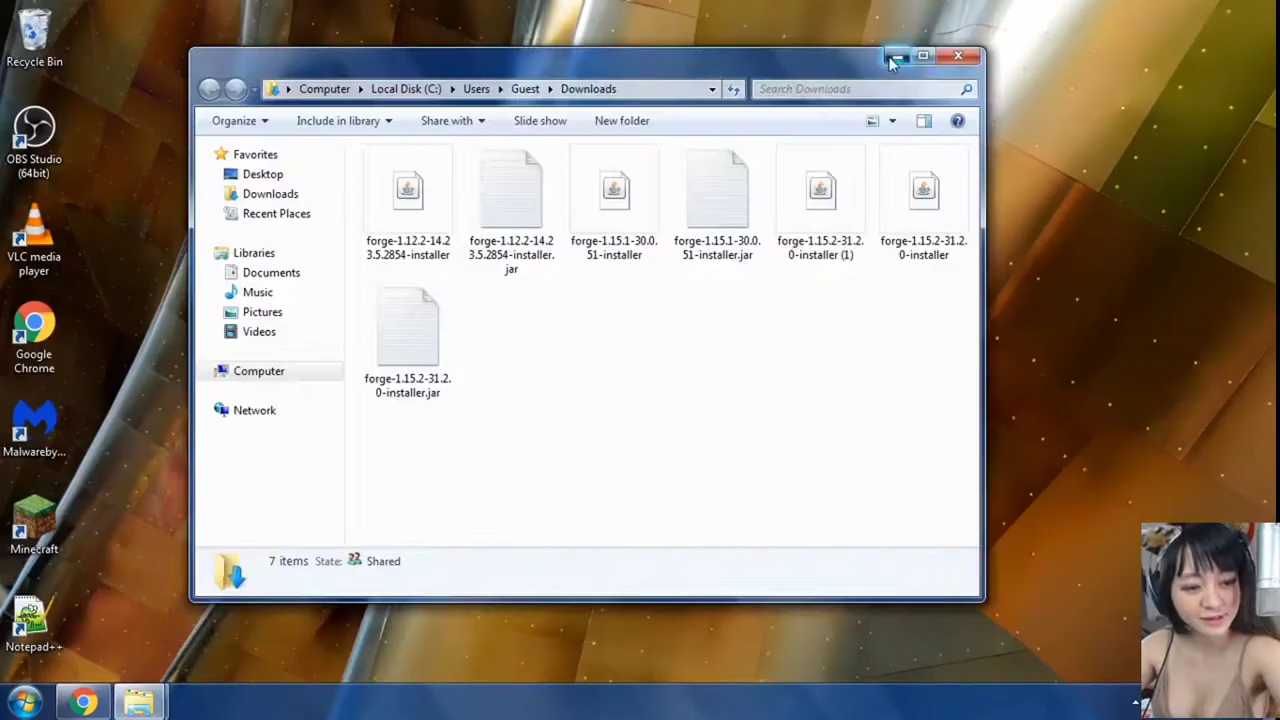 Recycle Bin
OBS Studio
(64bit)
VLC media
player
Google
Chrome
Malwareby...
Minecraft
Notepad++
Computer Local Disk (C:) Users Guest Downloads
Search Downloads
Organize Include in library Share with Slide show New folder
Favorites
Desktop
Downloads
Recent Places
Libraries
Documents
Music
Pictures
Videos
Computer
Network
forge-1.12.2-14.2
3.5.2854-installer
forge-1.12.2-14.2
3.5.2854-installer.
jar
forge-1.15.1-30.0.
51-installer
forge-1.15.1-30.0.
51-installer.jar
forge-1.15.2-31.2.
0-installer (1)
forge-1.15.2-31.2.
0-installer
forge-1.15.2-31.2.
0-installer.jar
7 items State: Shared